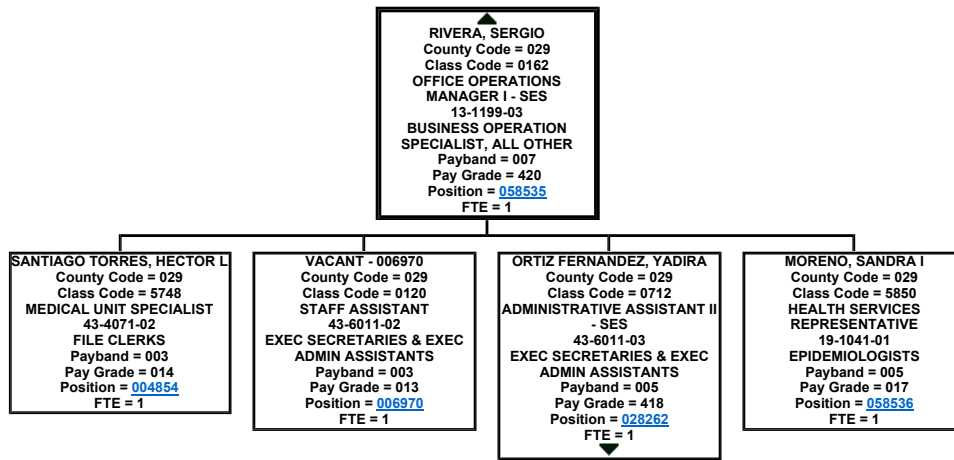 RIVERA, SERGIO
County Code = 029
Class Code = 0162
OFFICE OPERATIONS
MANAGER I - SES
13-1199-03
BUSINESS OPERATION
SPECIALIST, ALL OTHER
Payband = 007
Pay Grade = 420
Position = 058535
FTE = 1
SANTIAGO TORRES, HECTOR L
County Code = 029
Class Code = 5748
MEDICAL UNIT SPECIALIST
43-4071-02
FILE CLERKS
Payband = 003
Pay Grade = 014
Position = 004854
FTE = 1
VACANT - 006970
County Code = 029
Class Code = 0120
STAFF ASSISTANT
43-6011-02
EXEC SECRETARIES & EXEC
ADMIN ASSISTANTS
Payband = 003
Pay Grade = 013
Position = 006970
FTE = 1
ORTIZ FERNANDEZ, YADIRA
County Code = 029
Class Code = 0712
ADMINISTRATIVE ASSISTANT II
- SES
43-6011-03
EXEC SECRETARIES & EXEC
ADMIN ASSISTANTS
Payband = 005
Pay Grade = 418
Position = 028262
FTE = 1
MORENO, SANDRA I
County Code = 029
Class Code = 5850
HEALTH SERVICES
REPRESENTATIVE
19-1041-01
EPIDEMIOLOGISTS
Payband = 005
Pay Grade = 017
Position = 058536
FTE = 1